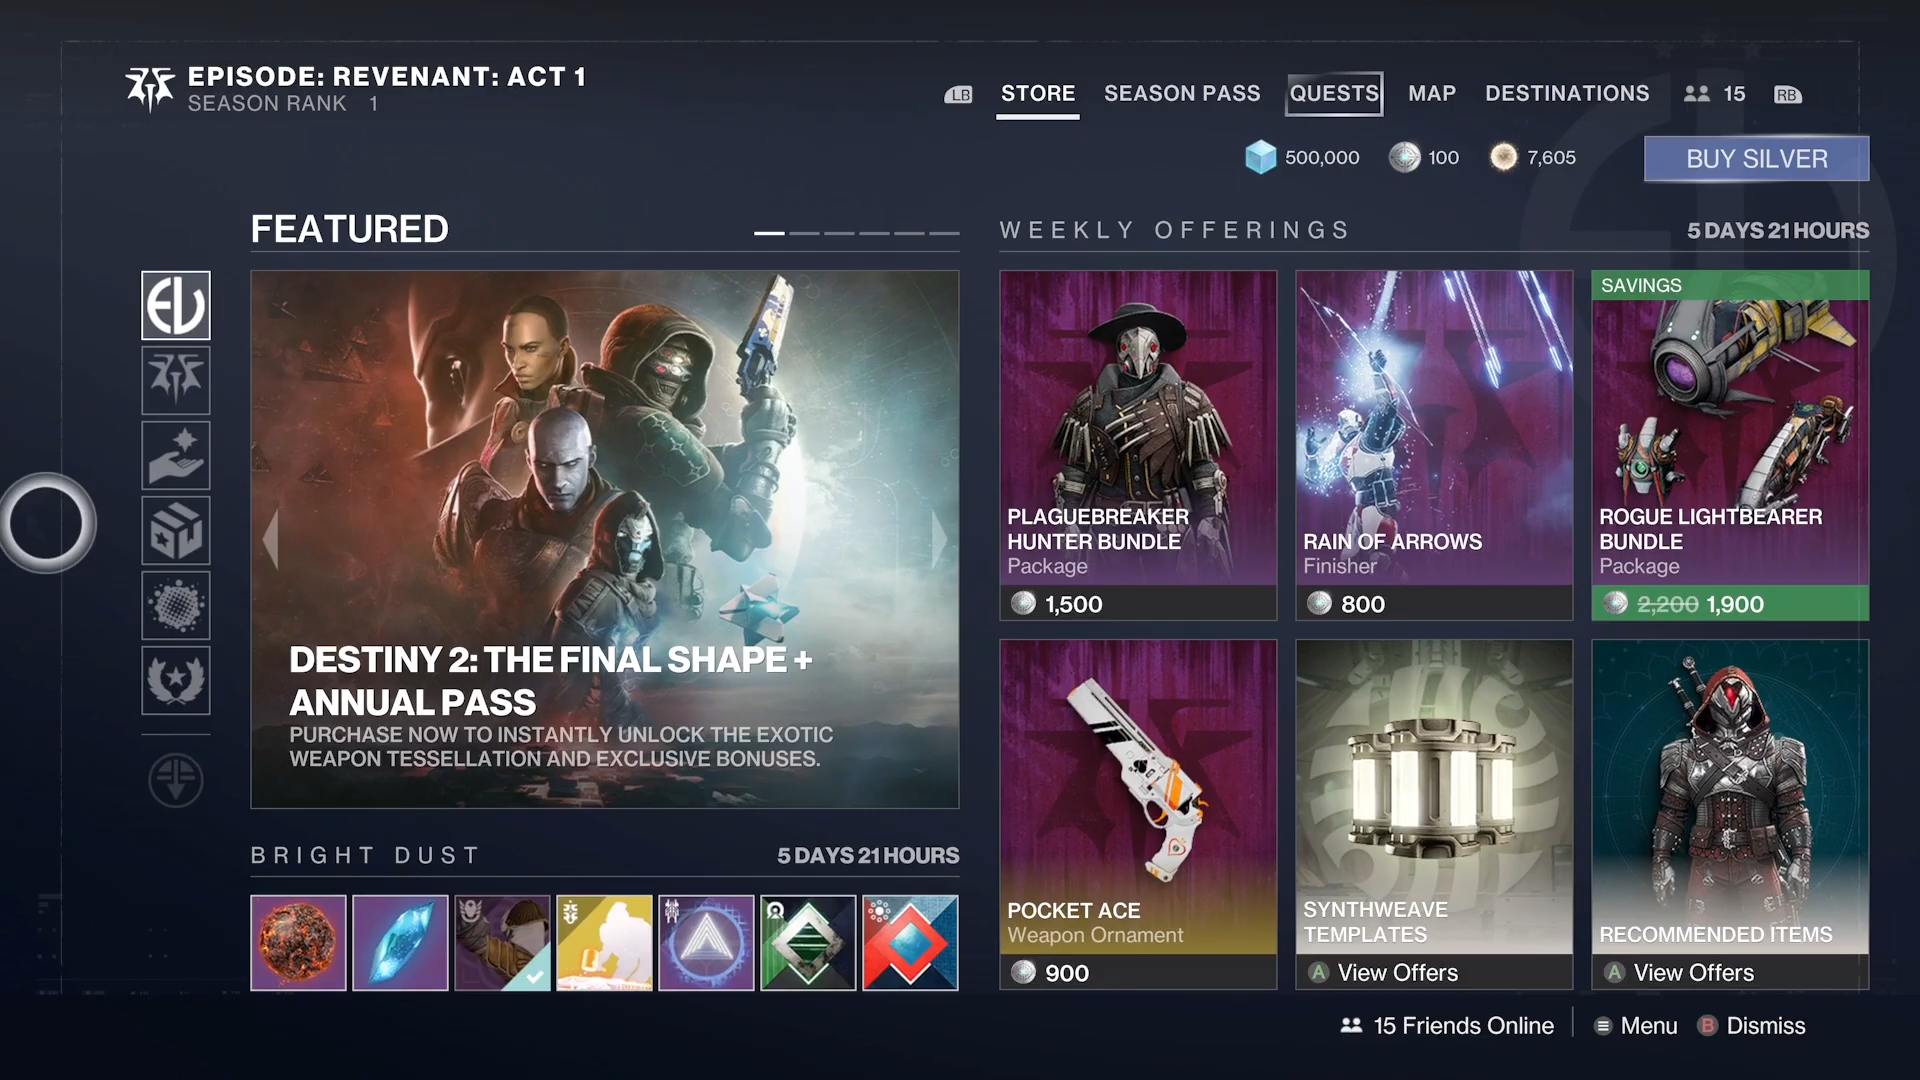 EPISODE: REVENANT: ACT 1
SEASON RANK 1
LB STORE SEASON PASS QUESTS MAP DESTINATIONS 15 RB
500,000 100 7,605 BUY SILVER
FEATURED
DESTINY 2: THE FINAL SHAPE +
ANNUAL PASS
PURCHASE NOW TO INSTANTLY UNLOCK THE EXOTIC
WEAPON TESSELLATION AND EXCLUSIVE BONUSES.
BRIGHT DUST 5 DAYS 21 HOURS
WEEKLY OFFERINGS 5 DAYS 21 HOURS
PLAGUEBREAKER
HUNTER BUNDLE
Package
1,500
RAIN OF ARROWS
Finisher
800
SAVINGS
ROGUE LIGHTBEARER
BUNDLE
Package
2,200 1,900
POCKET ACE
Weapon Ornament
900
SYNTHWEAVE
TEMPLATES
A View Offers
RECOMMENDED ITEMS
A View Offers
15 Friends Online Menu B Dismiss